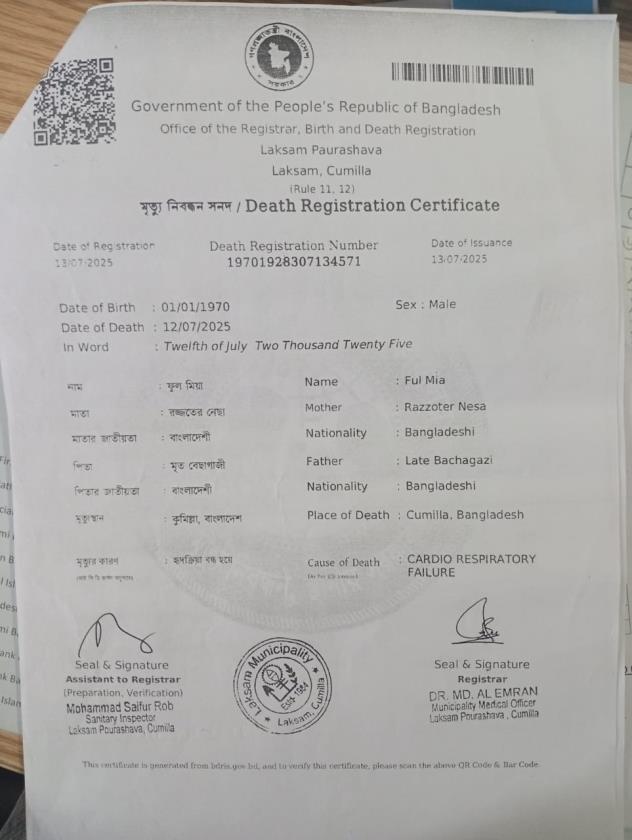 গণপ্রজাতন্ত্রী বাংলাদেশ
সরকার
Government of the People's Republic of Bangladesh
Office of the Registrar, Birth and Death Registration
Laksam Paurashava
Laksam, Cumilla
(Rule 11, 12)
মৃত্যু নিবন্ধন সনদ / Death Registration Certificate
Date of Registration Death Registration Number Date of Issuance
13/07/2025 19701928307134571 13/07/2025
Date of Birth : 01/01/1970 Sex : Male
Date of Death : 12/07/2025
In Word : Twelfth of July Two Thousand Twenty Five
নাম : ফুল মিয়া Name : Ful Mia
মাতা : রজ্জতের নেছা Mother : Razzoter Nesa
মাতার জাতীয়তা : বাংলাদেশী Nationality : Bangladeshi
পিতা : মৃত বেছাগাজী Father : Late Bachagazi
পিতার জাতীয়তা : বাংলাদেশী Nationality : Bangladeshi
মৃত্যুস্থান : কুমিল্লা, বাংলাদেশ Place of Death : Cumilla, Bangladesh
মৃত্যুর কারণ : হৃদক্রিয়া বন্ধ হয়ে Cause of Death : CARDIO RESPIRATORY
FAILURE
Seal & Signature Seal & Signature
Assistant to Registrar Registrar
(Preparation, Verification) DR. MD. AL EMRAN
Mohammad Saifur Rob Municipality Medical Officer
Sanitary Inspector Laksam Pourashava, Cumilla
Laksam Pourashava, Cumilla
Laksam Municipality
Estd-1984
Laksam, Cumilla.
This certificate is generated from bdris.gov.bd, and to verify this certificate, please scan the above QR Code & Bar Code.